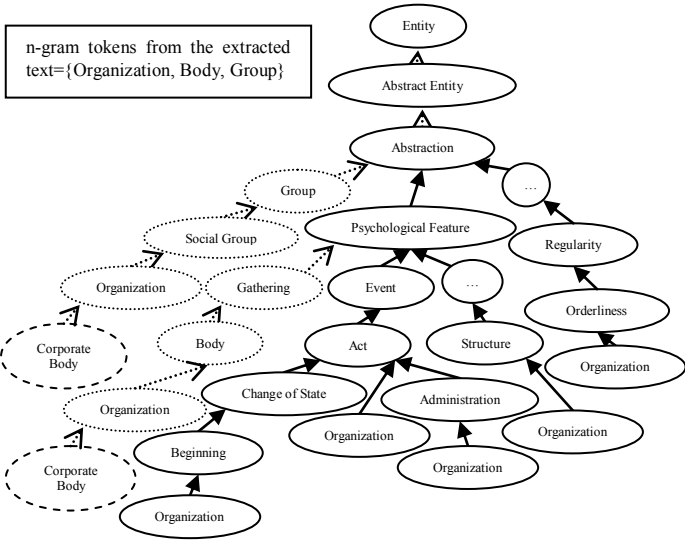 Entity
n-gram tokens from the extracted
text={Organization, Body, Group}
Abstract Entity
Abstraction
Group
...
Psychological Feature
Social Group
Regularity
Organization
Gathering
Event
...
Orderliness
Corporate
Body
Body
Act
Structure
Organization
Change of State
Administration
Organization
Organization
Organization
Beginning
Corporate
Body
Organization
Organization